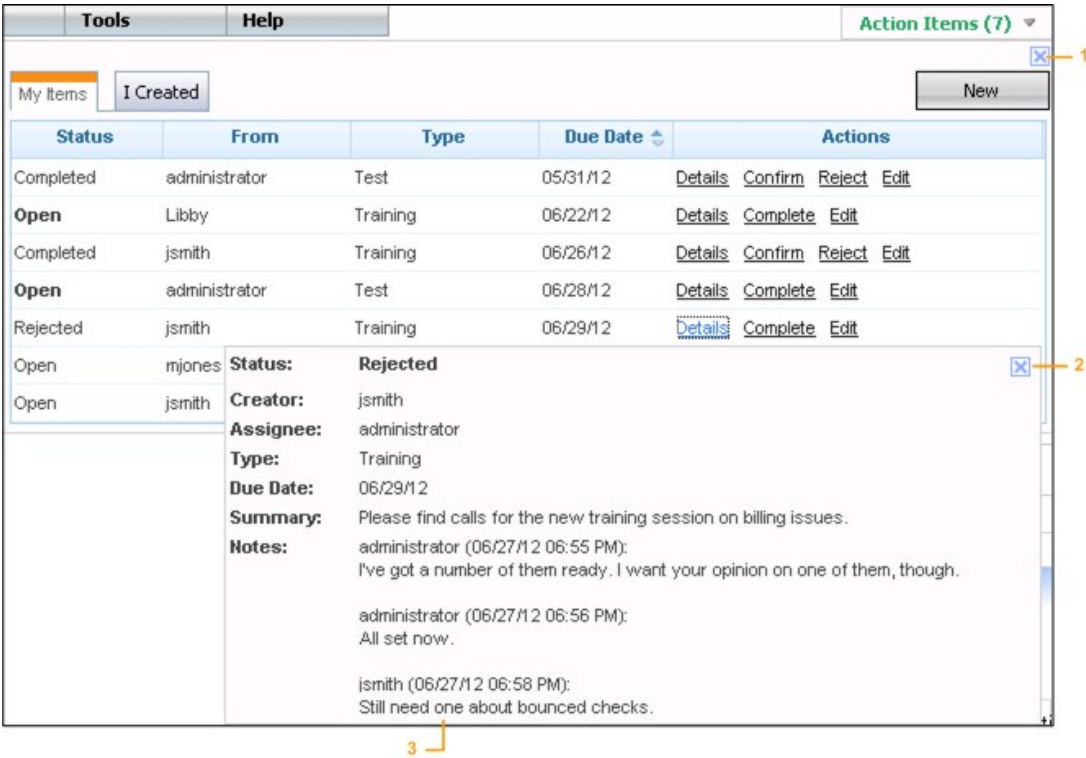 Tools Help Action Items (7)
1
My Items I Created New
Status From Type Due Date Actions
Completed administrator Test 05/31/12 Details Confirm Reject Edit
Open Libby Training 06/22/12 Details Complete Edit
Completed jsmith Training 06/26/12 Details Confirm Reject Edit
Open administrator Test 06/28/12 Details Complete Edit
Rejected jsmith Training 06/29/12 Details Complete Edit
Open mjones
Open jsmith
Status: Rejected
2
Creator: jsmith
Assignee: administrator
Type: Training
Due Date: 06/29/12
Summary: Please find calls for the new training session on billing issues.
Notes: administrator (06/27/12 06:55 PM):
I've got a number of them ready. I want your opinion on one of them, though.
administrator (06/27/12 06:56 PM):
All set now.
jsmith (06/27/12 06:58 PM):
Still need one about bounced checks.
3